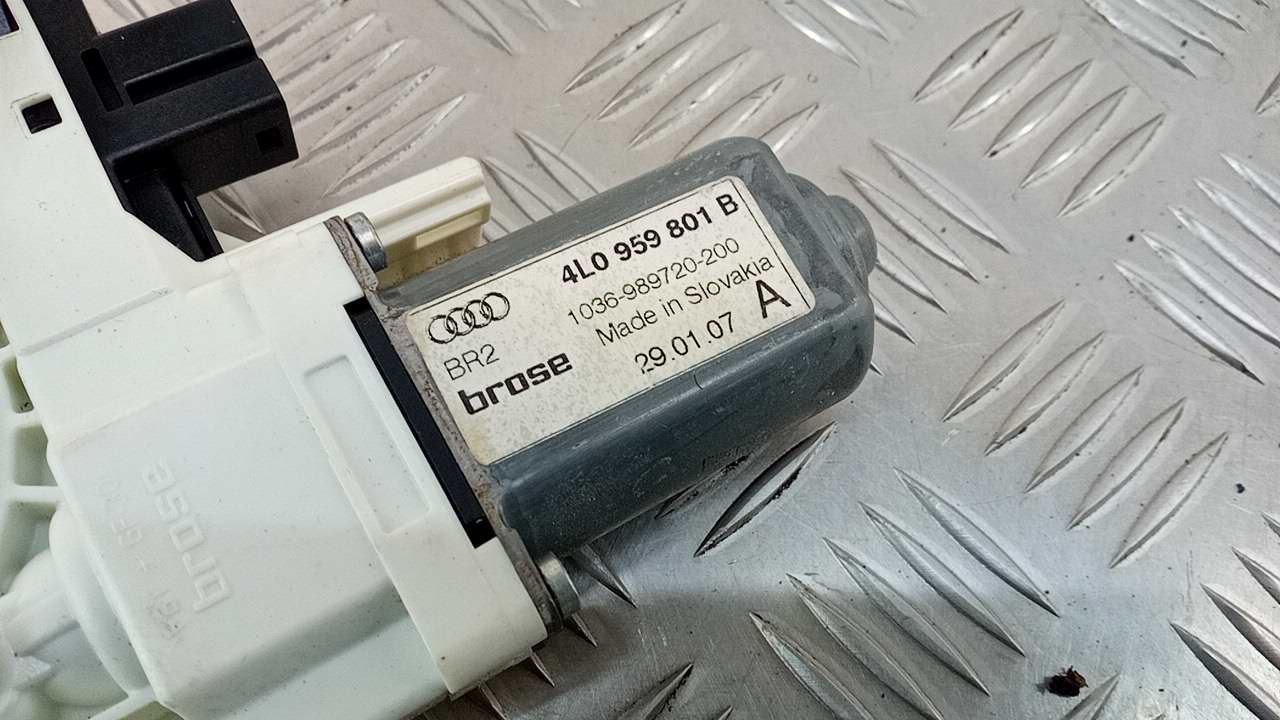 4L0 959 801 B
1036-989720-200
Made in Slovakia
BR2
brose
29.01.07
A
brose